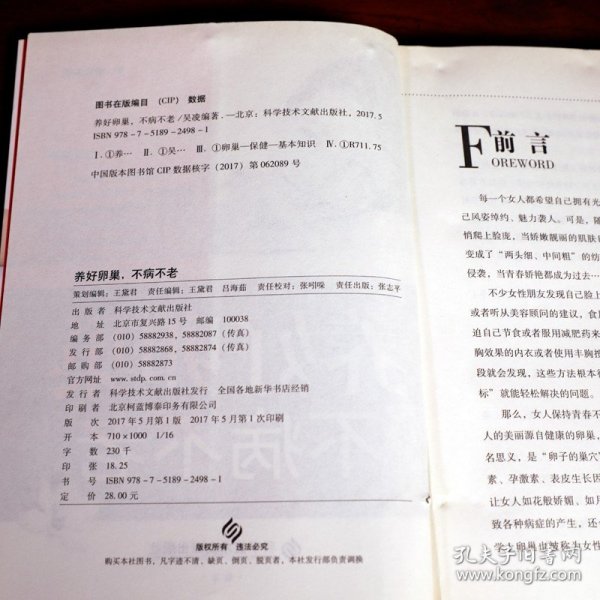 图书在版编目（CIP）数据
养好卵巢，不病不老／吴凌编著．—北京：科学技术文献出版社，2017.5
ISBN 978-7-5189-2498-1
Ⅰ.①养… Ⅱ.①吴… Ⅲ.①卵巢—保健—基本知识 Ⅳ.①R711.75
中国版本图书馆CIP数据核字（2017）第062089号
养好卵巢，不病不老
策划编辑：王黛君 责任编辑：王黛君 吕海茹 责任校对：张吲哚 责任出版：张志平
出 版 者 科学技术文献出版社
地 址 北京市复兴路15号 邮编 100038
编 务 部 （010）58882938，58882087（传真）
发 行 部 （010）58882868，58882874（传真）
邮 购 部 （010）58882873
官方网址 www.stdp.com.cn
发 行 者 科学技术文献出版社发行 全国各地新华书店经销
印 刷 者 北京柯蓝博泰印务有限公司
版 次 2017年5月第1版 2017年5月第1次印刷
开 本 710×1000 1/16
字 数 230千
印 张 18.25
书 号 ISBN 978-7-5189-2498-1
定 价 28.00元
版权所有 违法必究
购买本社图书，凡字迹不清、缺页、倒页、脱页者，本社发行部负责调换
前言
FOREWORD
每一个女人都希望自己拥有光
己风姿绰约、魅力袭人。可是，随
悄爬上脸庞，当娇嫩靓丽的肌肤
变成了“两头细、中间粗”的纺
侵袭，当青春娇艳都成为过去…
不少女性朋友发现自己脸上
或者听从美容顾问的建议，食
迫自己节食或者服用减肥药来
胸效果的内衣或者使用丰胸
段就会发现，这些方法根本
标”就能轻松解决的问题。
那么，女人保持青春不
人的美丽源自健康的卵巢，
名思义，是“卵子的巢穴”
素、孕激素、表皮生长因
让女人如花般娇媚、如月
致各种病症的产生，还
学上卵巢也被称为女性
孔夫子旧书网
www.kongfz.com